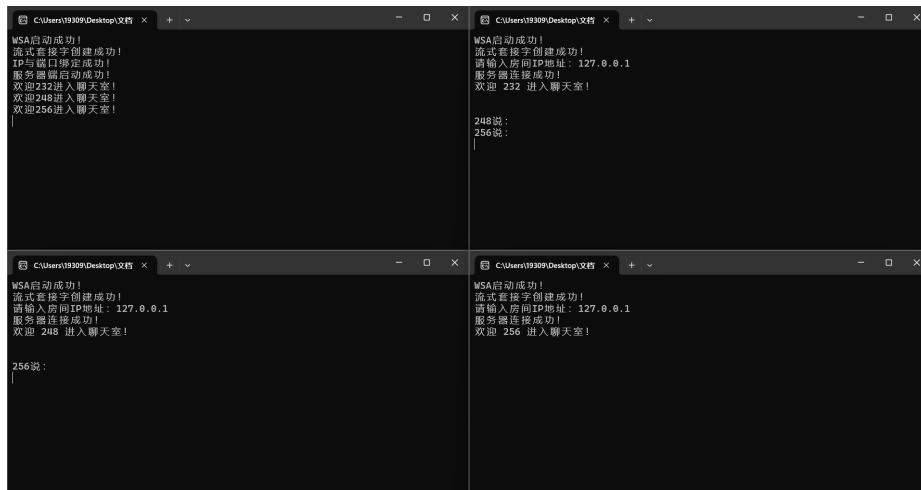 C:\Users\19309\Desktop\文档
WSA启动成功!
流式套接字创建成功!
IP与端口绑定成功!
服务器端启动成功!
欢迎232进入聊天室!
欢迎248进入聊天室!
欢迎256进入聊天室!
C:\Users\19309\Desktop\文档
WSA启动成功!
流式套接字创建成功!
请输入房间IP地址: 127.0.0.1
服务器连接成功!
欢迎 232 进入聊天室!
248说:
256说:
C:\Users\19309\Desktop\文档
WSA启动成功!
流式套接字创建成功!
请输入房间IP地址: 127.0.0.1
服务器连接成功!
欢迎 248 进入聊天室!
256说:
C:\Users\19309\Desktop\文档
WSA启动成功!
流式套接字创建成功!
请输入房间IP地址: 127.0.0.1
服务器连接成功!
欢迎 256 进入聊天室!